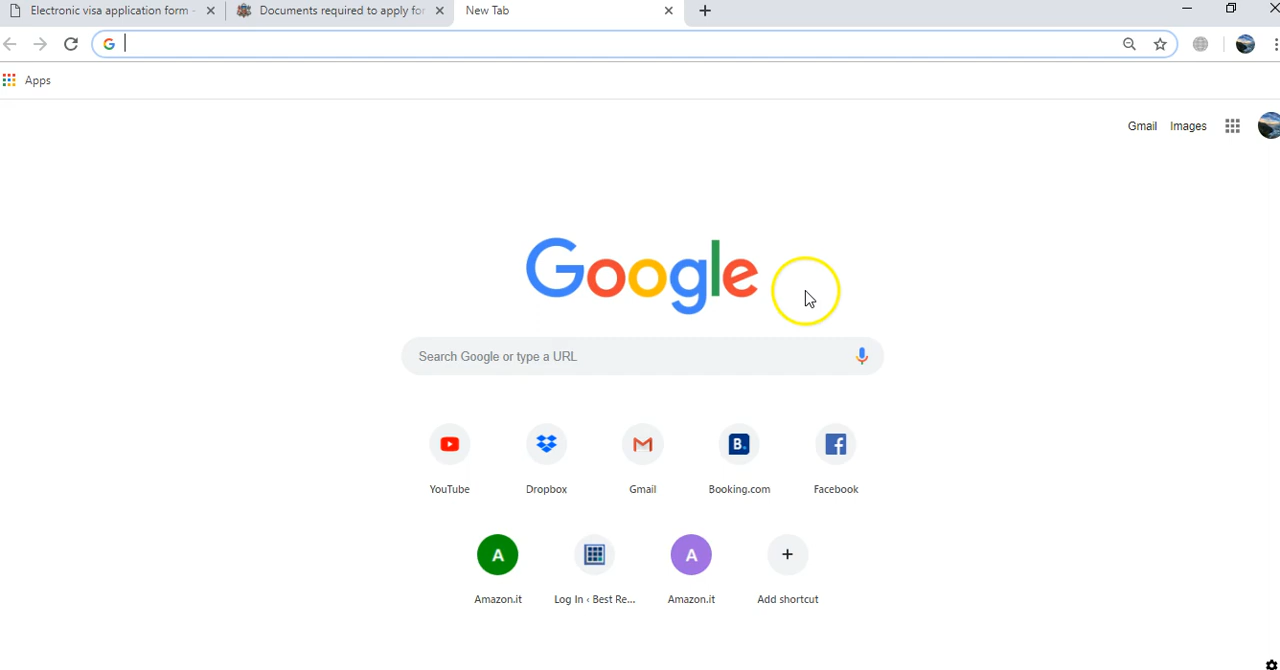 Electronic visa application form -
Documents required to apply for
New Tab
Apps
Gmail Images
Google
Search Google or type a URL
B.
YouTube Dropbox Gmail Booking.com Facebook
A A
Amazon.it Log In ‹ Best Re... Amazon.it Add shortcut